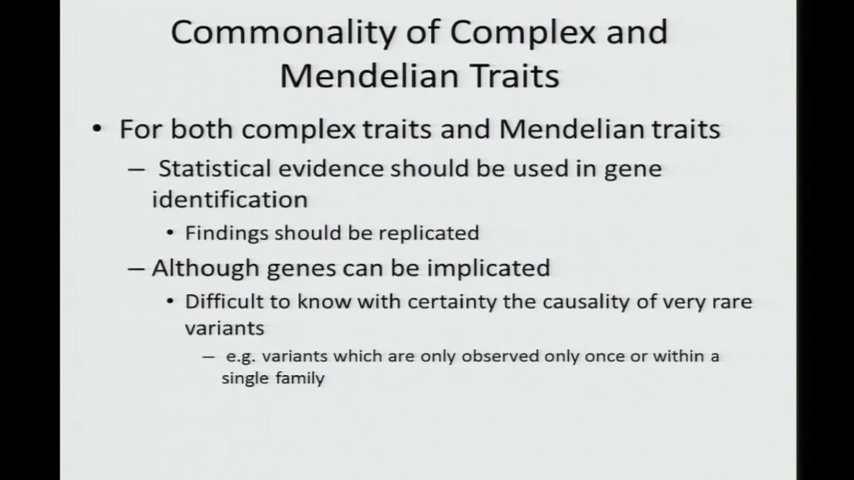 Commonality of Complex and
Mendelian Traits
• For both complex traits and Mendelian traits
– Statistical evidence should be used in gene
identification
• Findings should be replicated
– Although genes can be implicated
• Difficult to know with certainty the causality of very rare
variants
– e.g. variants which are only observed only once or within a
single family